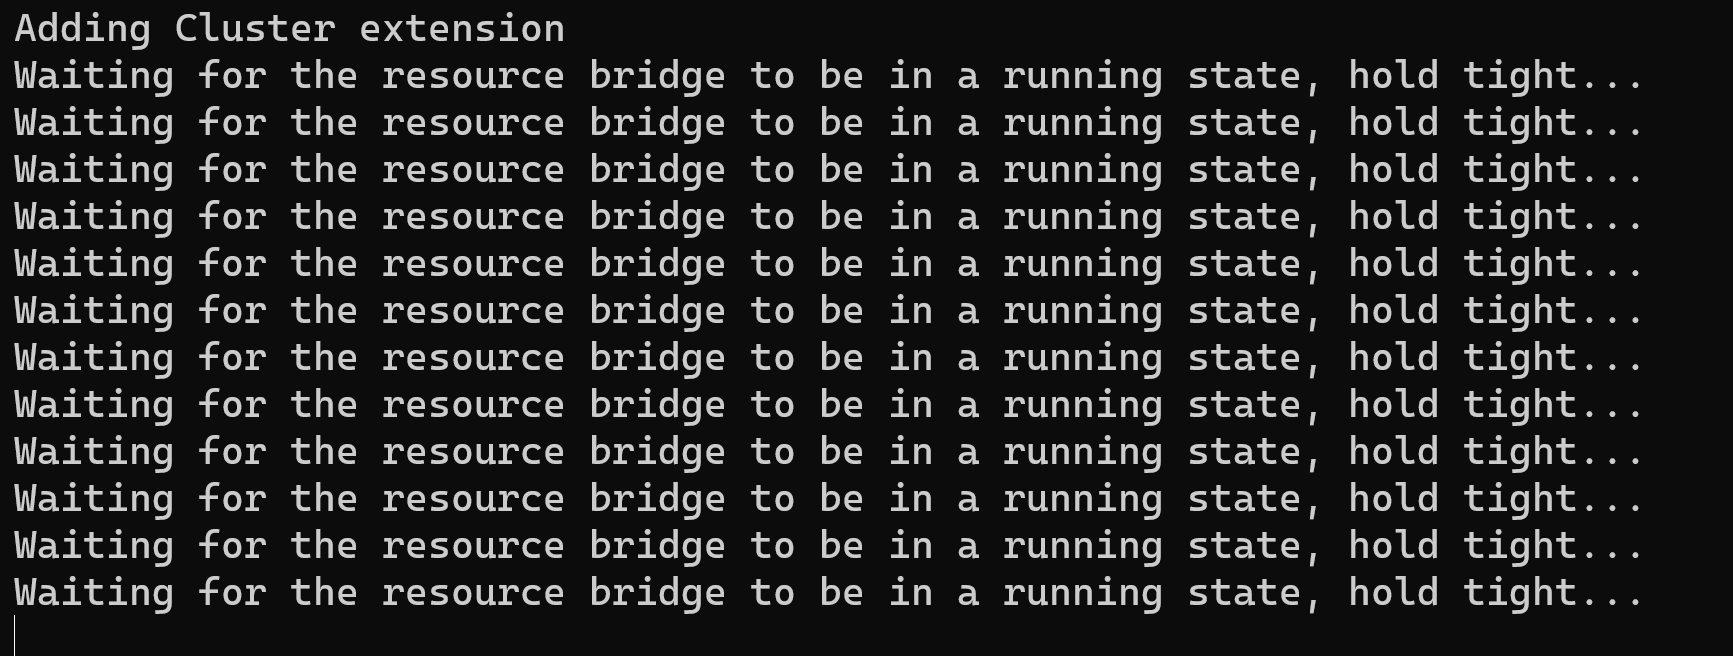 Adding Cluster extension
Waiting for the resource bridge to be in a running state, hold tight...
Waiting for the resource bridge to be in a running state, hold tight...
Waiting for the resource bridge to be in a running state, hold tight...
Waiting for the resource bridge to be in a running state, hold tight...
Waiting for the resource bridge to be in a running state, hold tight...
Waiting for the resource bridge to be in a running state, hold tight...
Waiting for the resource bridge to be in a running state, hold tight...
Waiting for the resource bridge to be in a running state, hold tight...
Waiting for the resource bridge to be in a running state, hold tight...
Waiting for the resource bridge to be in a running state, hold tight...
Waiting for the resource bridge to be in a running state, hold tight...
Waiting for the resource bridge to be in a running state, hold tight...